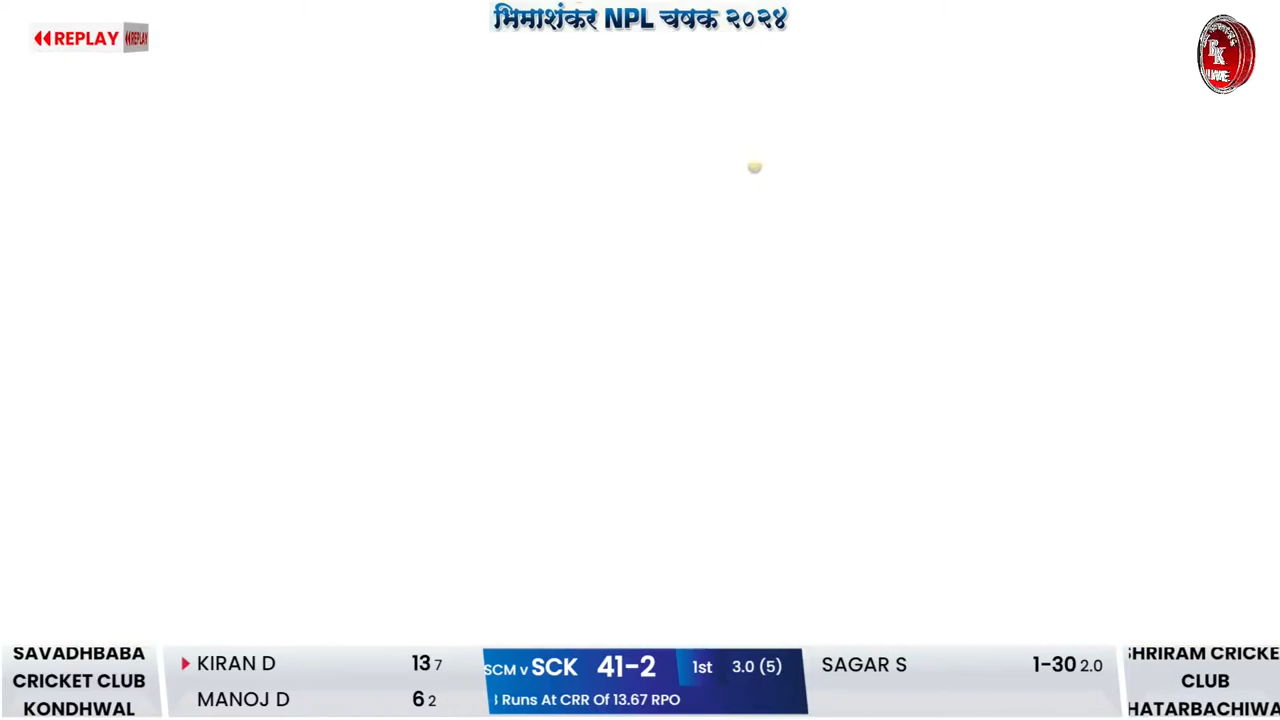 भिमाशंकर NPL चषक २०२४
REPLAY REPLAY
SAVADHBABA
CRICKET CLUB
KONDHWAL
KIRAN D 13 7
MANOJ D 6 2
SCM v SCK 41-2 1st 3.0 (5)
Runs At CRR Of 13.67 RPO
SAGAR S 1-30 2.0
SHRIRAM CRICKE
CLUB
HATARBACHIWA